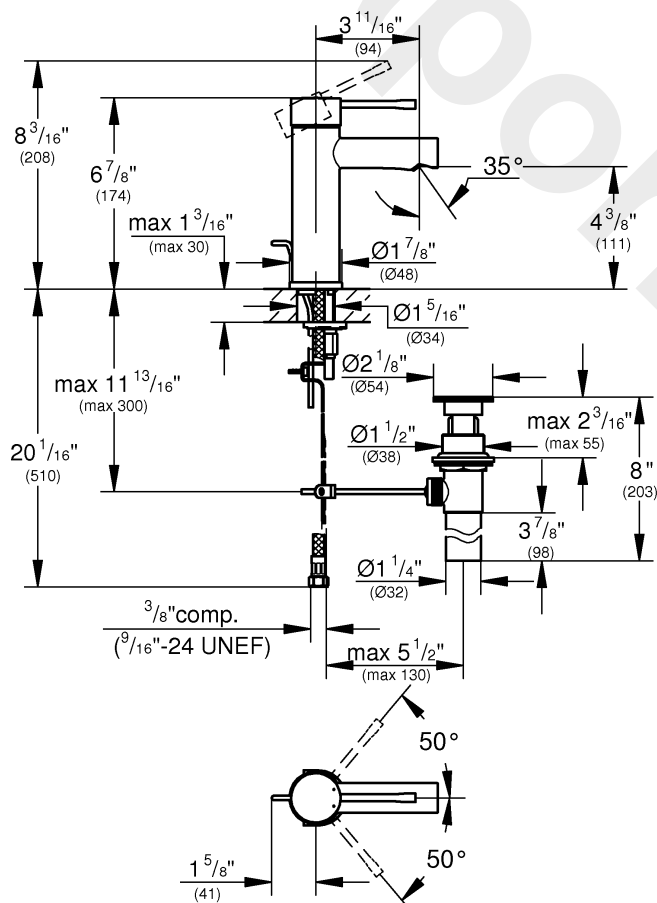 3 11/16"
(94)
8 3/16"
(208)
6 7/8"
(174)
35°
4 3/8"
(111)
max 1 3/16"
(max 30)
Ø1 7/8"
(Ø48)
Ø1 5/16"
(Ø34)
Ø2 1/8"
(Ø54)
max 11 13/16"
(max 300)
max 2 3/16"
(max 55)
Ø1 1/2"
(Ø38)
20 1/16"
(510)
8"
(203)
3 7/8"
(98)
Ø1 1/4"
(Ø32)
3/8"comp.
(9/16"-24 UNEF)
max 5 1/2"
(max 130)
50°
50°
1 5/8"
(41)